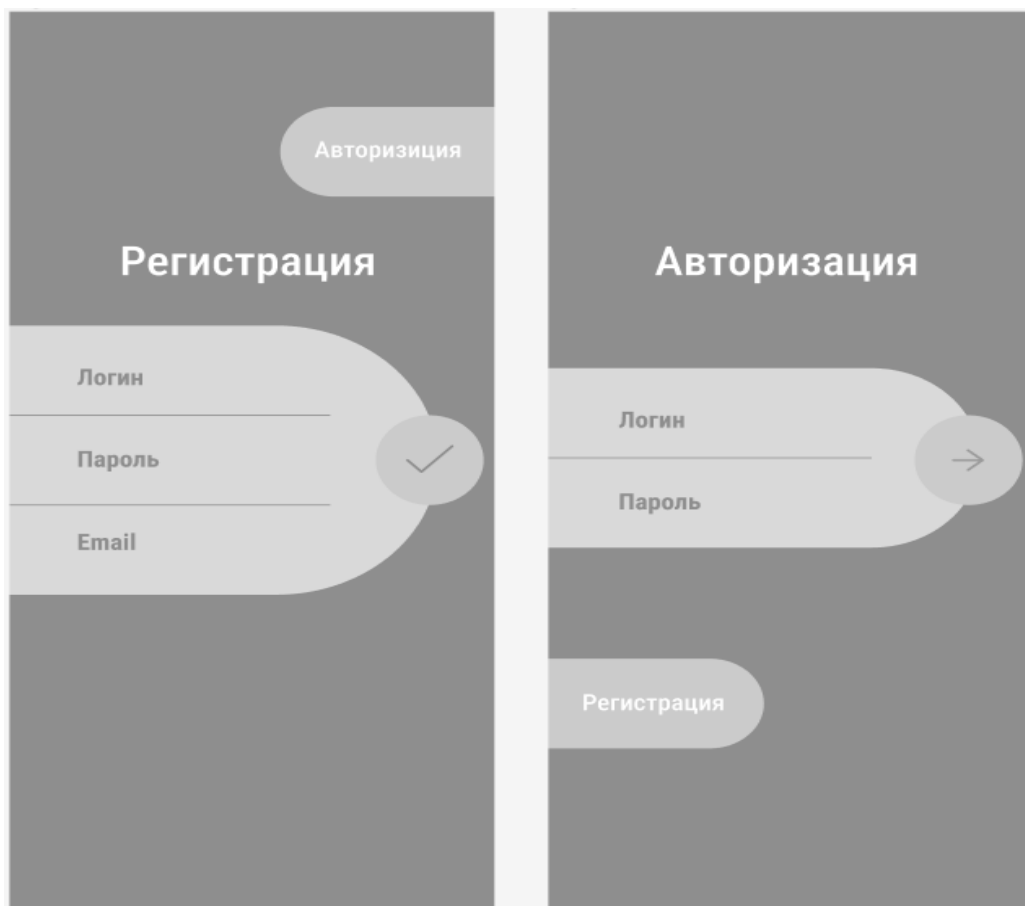 Авторизиция
Регистрация
Логин
Пароль
Email
Авторизация
Логин
Пароль
Регистрация